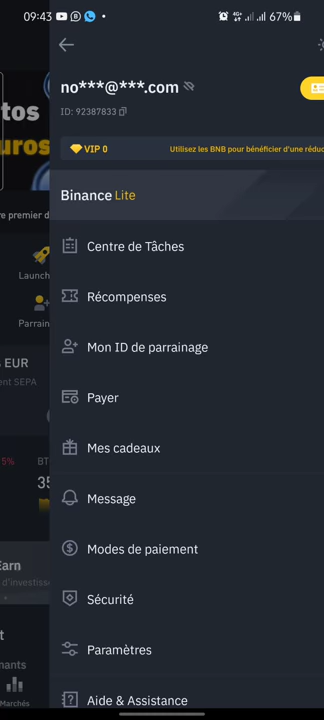 09:43
67%
no***@***.com
ID: 92387833
VIP 0
Utilisez les BNB pour bénéficier d'une réduc
Binance Lite
Centre de Tâches
Récompenses
Mon ID de parrainage
Payer
Mes cadeaux
Message
Modes de paiement
Sécurité
Paramètres
Aide & Assistance
tos
uros
re premier d
Launch
Parrain
EUR
ent SEPA
5%
BT
35
Earn
d'investiss
t
nants
Marchés